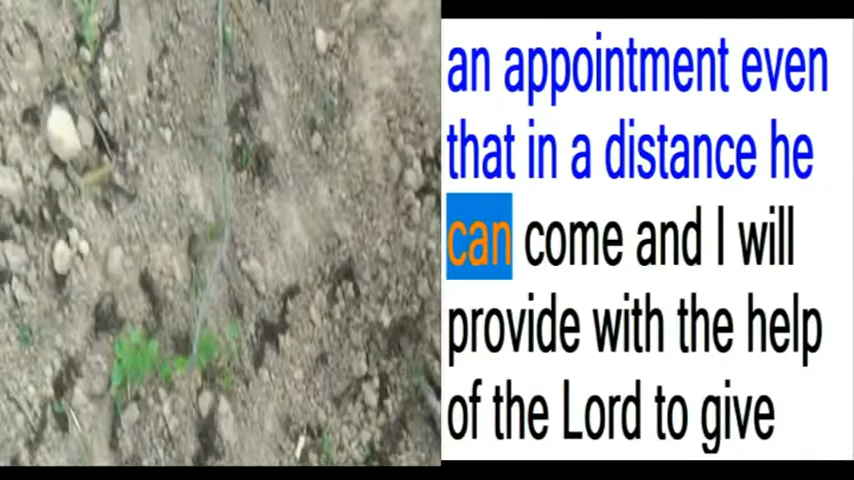 an appointment even
that in a distance he
can come and I will
provide with the help
of the Lord to give